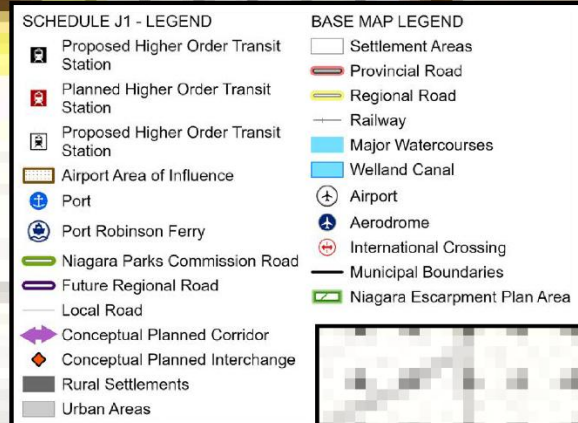 SCHEDULE J1 - LEGEND
Proposed Higher Order Transit
Station
Planned Higher Order Transit
Station
Proposed Higher Order Transit
Station
Airport Area of Influence
Port
Port Robinson Ferry
Niagara Parks Commission Road
Future Regional Road
Local Road
Conceptual Planned Corridor
Conceptual Planned Interchange
Rural Settlements
Urban Areas
BASE MAP LEGEND
Settlement Areas
Provincial Road
Regional Road
Railway
Major Watercourses
Welland Canal
Airport
Aerodrome
International Crossing
Municipal Boundaries
Niagara Escarpment Plan Area